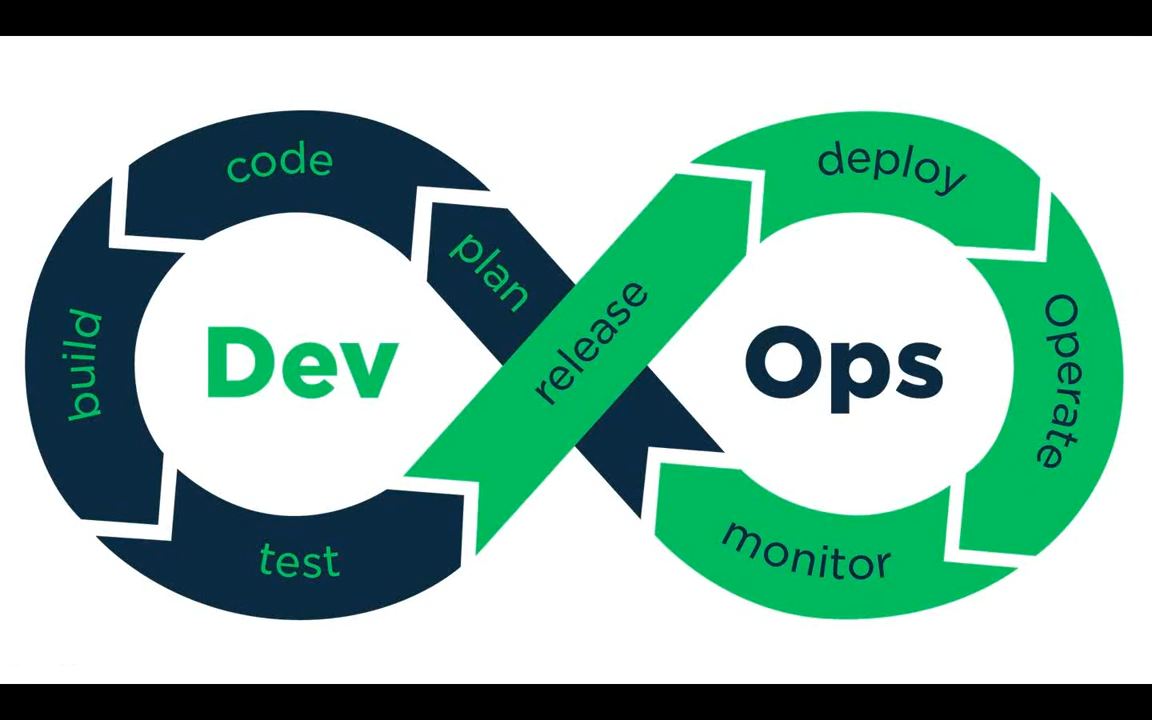 code
deploy
plan
release
build
Dev
Ops
Operate
test
monitor